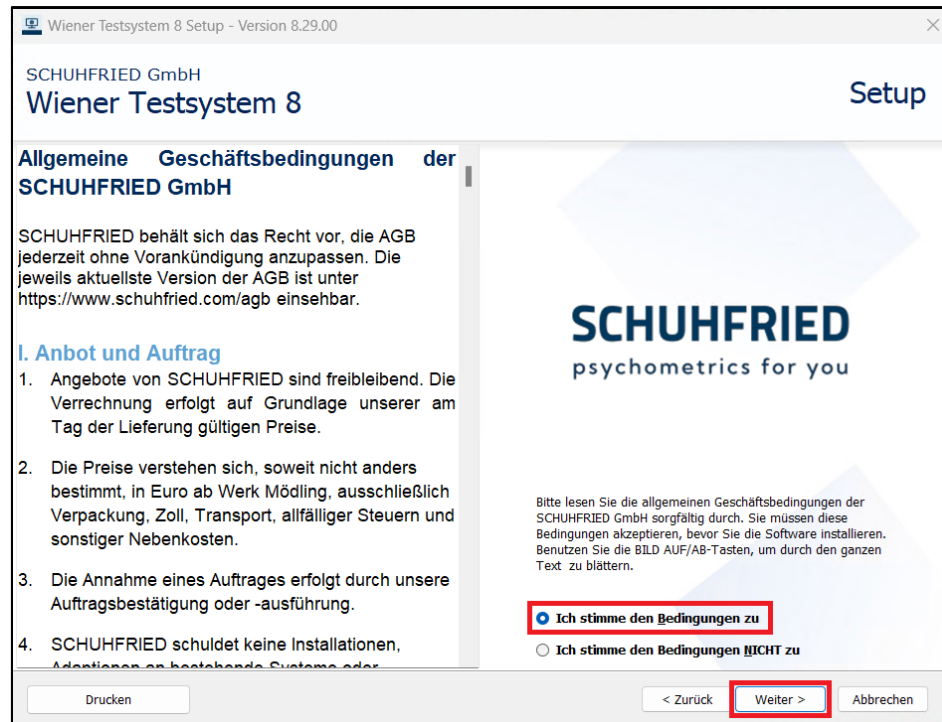 Wiener Testsystem 8 Setup - Version 8.29.00
SCHUHFRIED GmbH
Wiener Testsystem 8
Setup
Allgemeine Geschäftsbedingungen der
SCHUHFRIED GmbH
SCHUHFRIED behält sich das Recht vor, die AGB
jederzeit ohne Vorankündigung anzupassen. Die
jeweils aktuellste Version der AGB ist unter
https://www.schuhfried.com/agb einsehbar.
I. Anbot und Auftrag
1. Angebote von SCHUHFRIED sind freibleibend. Die
Verrechnung erfolgt auf Grundlage unserer am
Tag der Lieferung gültigen Preise.
2. Die Preise verstehen sich, soweit nicht anders
bestimmt, in Euro ab Werk Mödling, ausschließlich
Verpackung, Zoll, Transport, allfälliger Steuern und
sonstiger Nebenkosten.
3. Die Annahme eines Auftrages erfolgt durch unsere
Auftragsbestätigung oder -ausführung.
4. SCHUHFRIED schuldet keine Installationen,
Adaptionen an bestehende Systeme oder
SCHUHFRIED
psychometrics for you
Bitte lesen Sie die allgemeinen Geschäftsbedingungen der
SCHUHFRIED GmbH sorgfältig durch. Sie müssen diese
Bedingungen akzeptieren, bevor Sie die Software installieren.
Benutzen Sie die BILD AUF/AB-Tasten, um durch den ganzen
Text zu blättern.
Ich stimme den Bedingungen zu
Ich stimme den Bedingungen NICHT zu
Drucken
< Zurück
Weiter >
Abbrechen